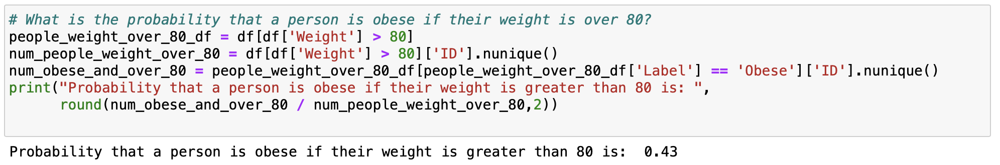 # What is the probability that a person is obese if their weight is over 80?
people_weight_over_80_df = df[df['Weight'] > 80]
num_people_weight_over_80 = df[df['Weight'] > 80]['ID'].nunique()
num_obese_and_over_80 = people_weight_over_80_df[people_weight_over_80_df['Label'] == 'Obese']['ID'].nunique()
print("Probability that a person is obese if their weight is greater than 80 is: ",
      round(num_obese_and_over_80 / num_people_weight_over_80,2))
Probability that a person is obese if their weight is greater than 80 is:  0.43